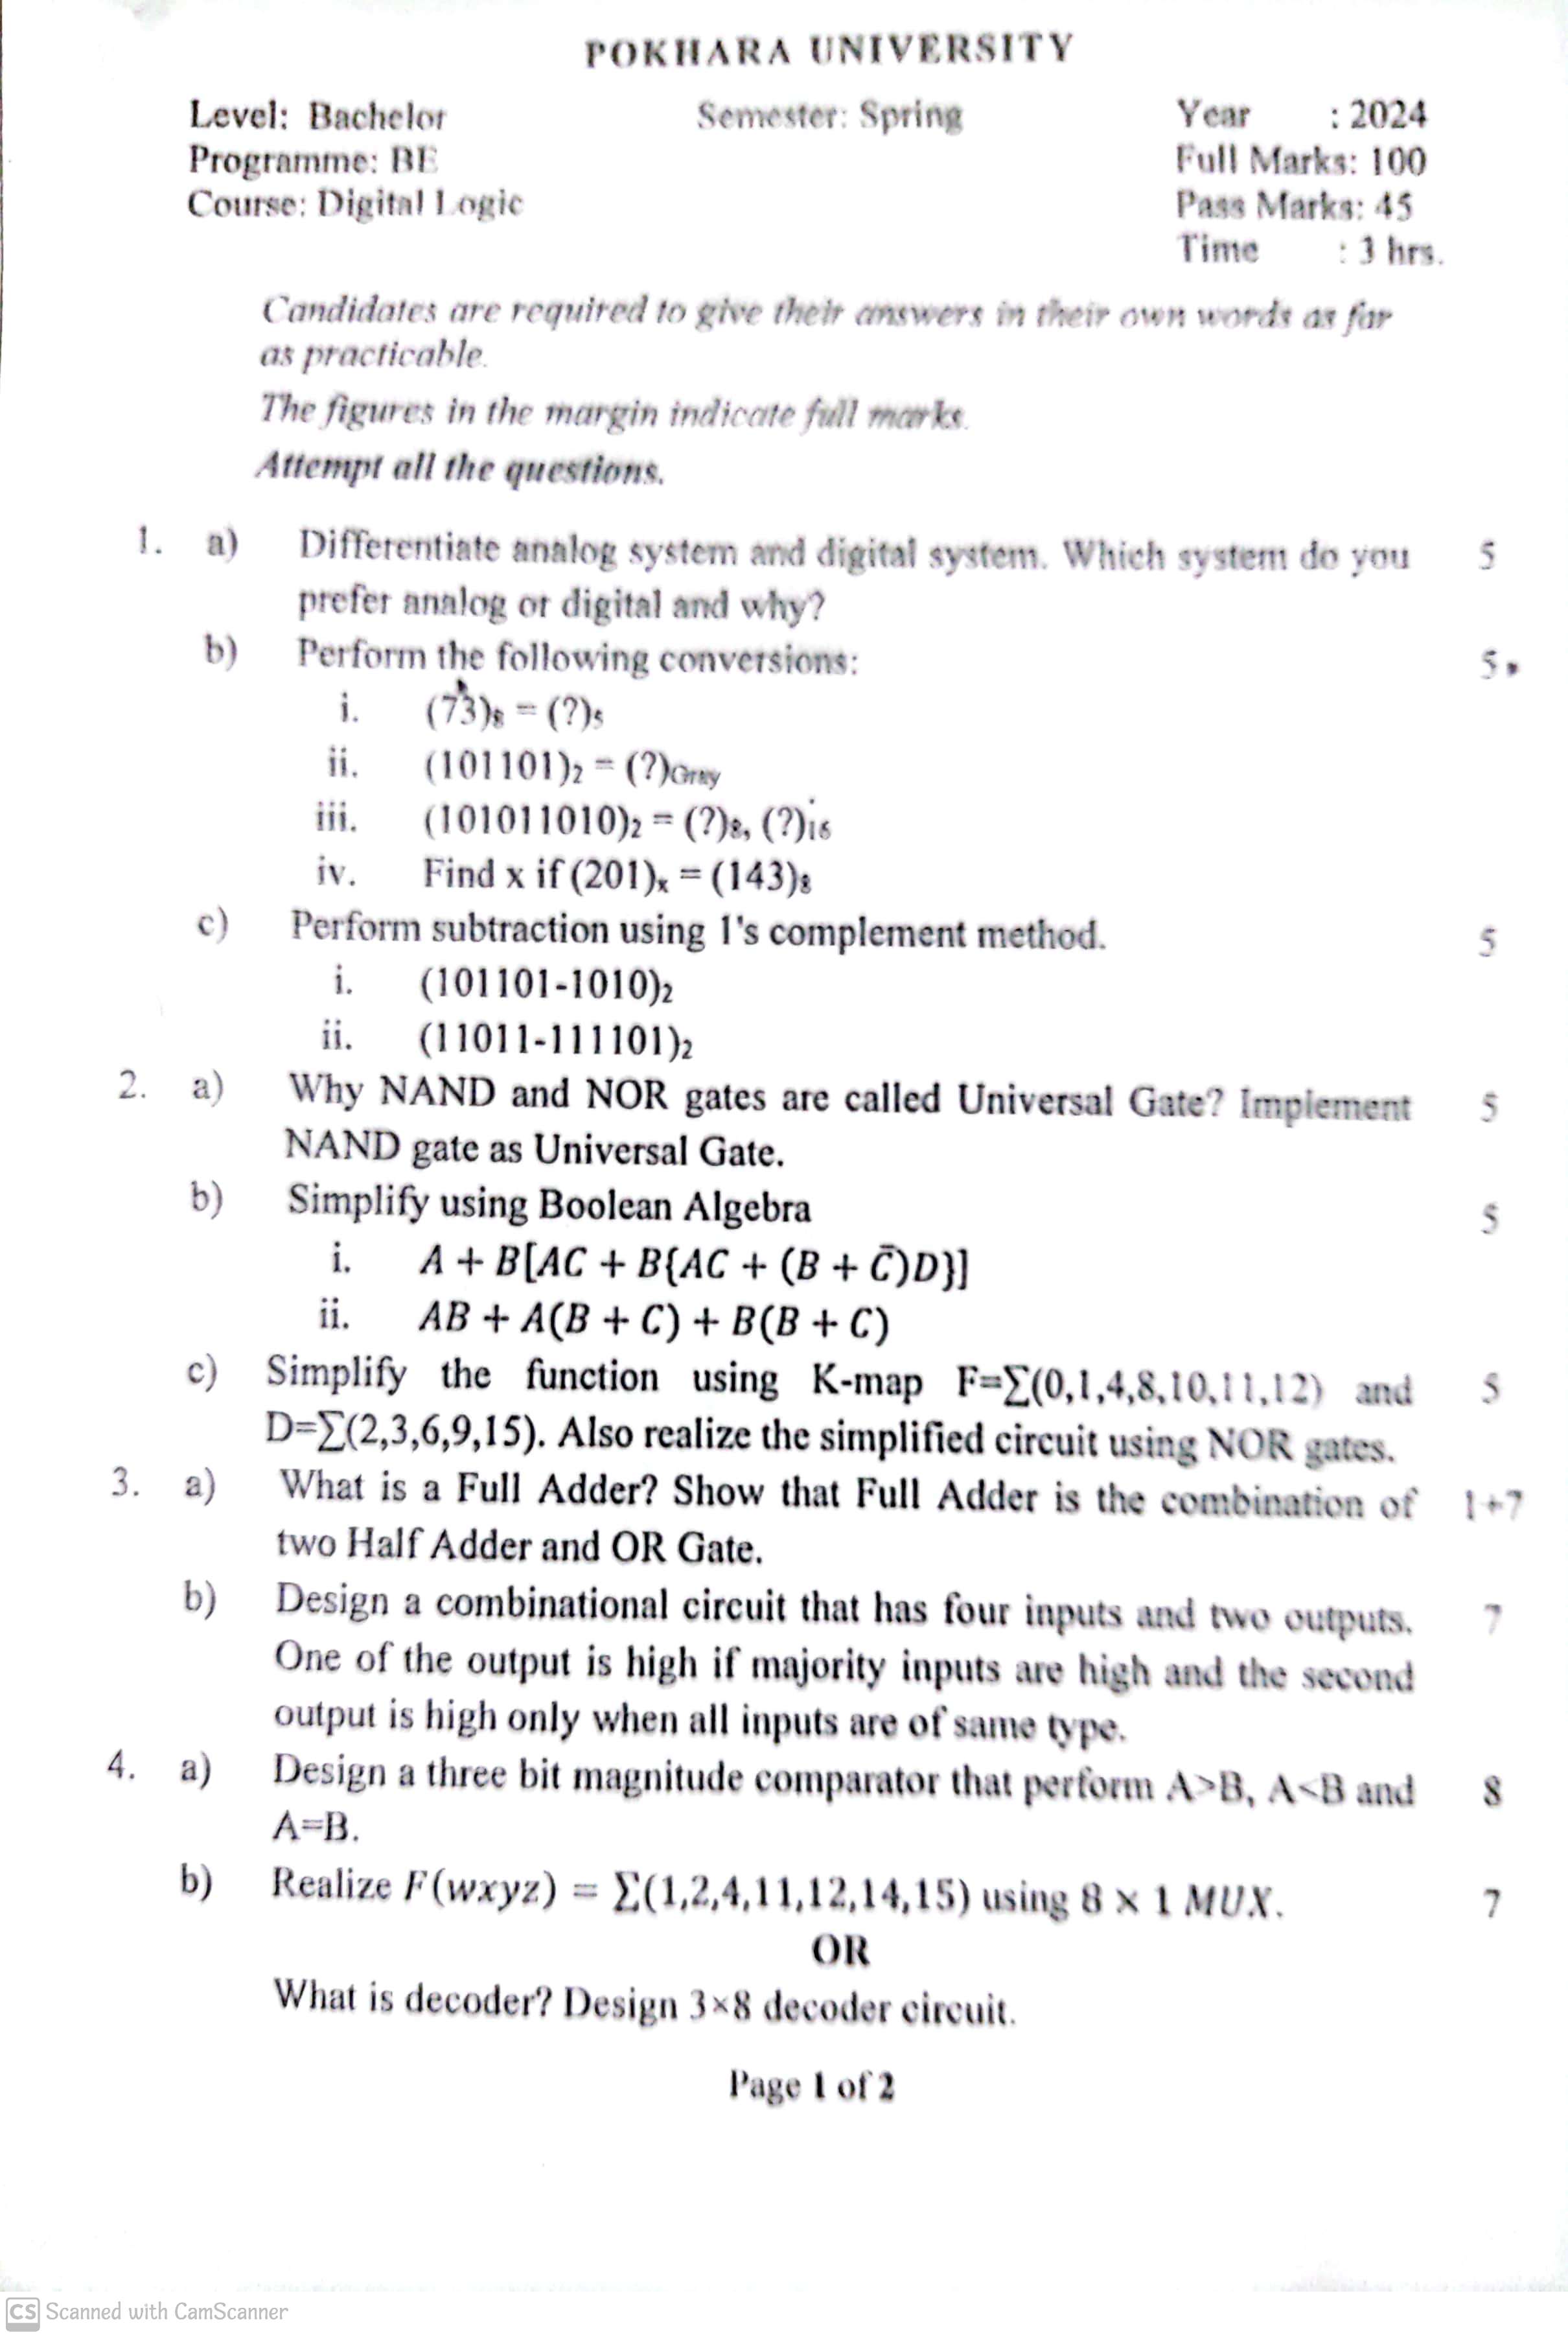 POKHARA UNIVERSITY
Level: Bachelor Semester: Spring Year : 2024
Programme: BE Full Marks: 100
Course: Digital Logic Pass Marks: 45
Time : 3 hrs.
Candidates are required to give their answers in their own words as far
as practicable.
The figures in the margin indicate full marks.
Attempt all the questions.
1. a) Differentiate analog system and digital system. Which system do you 5
prefer analog or digital and why?
b) Perform the following conversions: 5
i. (73)₈ = (?)₅
ii. (101101)₂ = (?)Gray
iii. (101011010)₂ = (?)₈, (?)₁₆
iv. Find x if (201)ₓ = (143)₈
c) Perform subtraction using 1's complement method. 5
i. (101101-1010)₂
ii. (11011-111101)₂
2. a) Why NAND and NOR gates are called Universal Gate? Implement 5
NAND gate as Universal Gate.
b) Simplify using Boolean Algebra 5
i. A + B[AC + B{AC + (B + C̄)D}]
ii. AB + A(B + C) + B(B + C)
c) Simplify the function using K-map F=∑(0,1,4,8,10,11,12) and 5
D=∑(2,3,6,9,15). Also realize the simplified circuit using NOR gates.
3. a) What is a Full Adder? Show that Full Adder is the combination of 1+7
two Half Adder and OR Gate.
b) Design a combinational circuit that has four inputs and two outputs. 7
One of the output is high if majority inputs are high and the second
output is high only when all inputs are of same type.
4. a) Design a three bit magnitude comparator that perform A>B, A<B and 8
A=B.
b) Realize F(wxyz) = ∑(1,2,4,11,12,14,15) using 8 × 1 MUX. 7
OR
What is decoder? Design 3×8 decoder circuit.
Page 1 of 2
CS Scanned with CamScanner